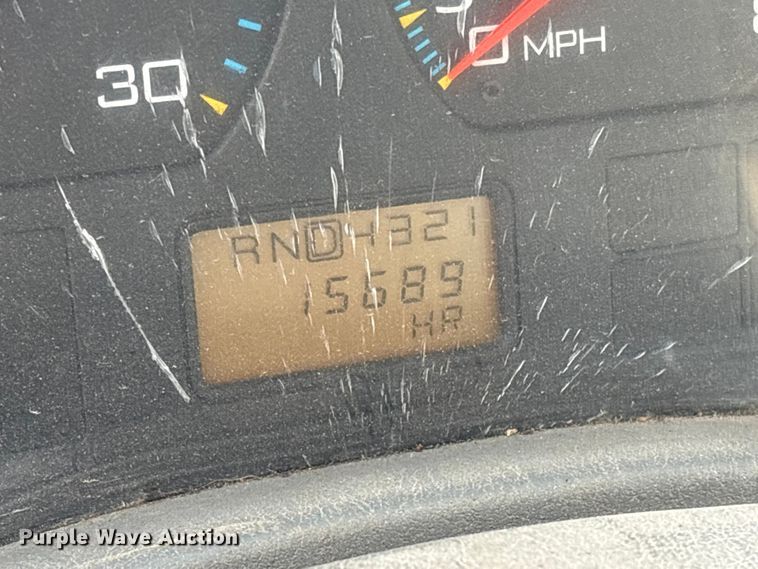 30
0 MPH
RND4321
15689
HR
Purple Wave Auction